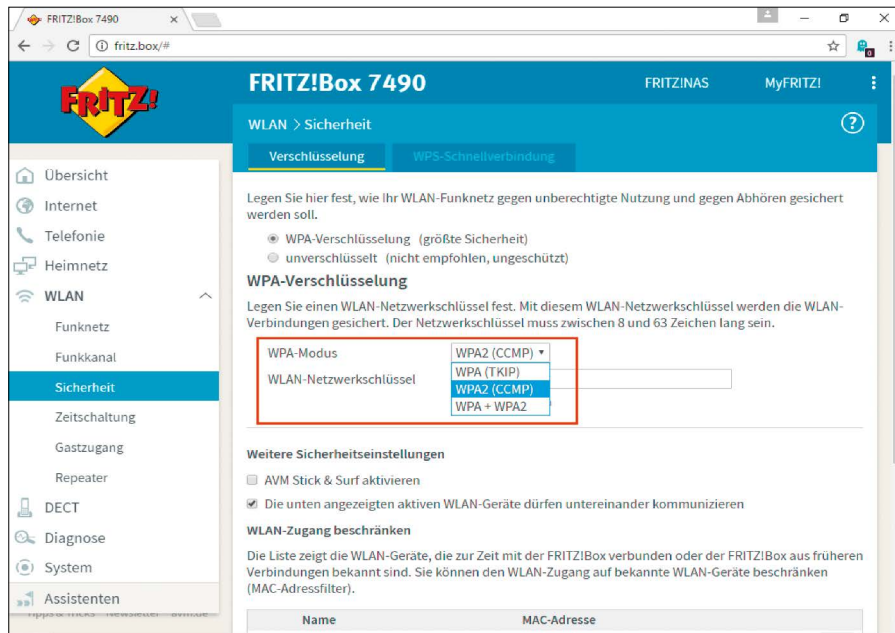 FRITZ!Box 7490
fritz.box/#
0
FRITZ!
FRITZ!Box 7490
FRITZ!NAS
MyFRITZ!
WLAN > Sicherheit
?
Verschlüsselung
WPS-Schnellverbindung
Übersicht
Internet
Telefonie
Heimnetz
WLAN
Funknetz
Funkkanal
Sicherheit
Zeitschaltung
Gastzugang
Repeater
DECT
Diagnose
System
Assistenten
Tipps & Tricks Newsletter avm.de
Legen Sie hier fest, wie Ihr WLAN-Funknetz gegen unberechtigte Nutzung und gegen Abhören gesichert
werden soll.
WPA-Verschlüsselung (größte Sicherheit)
unverschlüsselt (nicht empfohlen, ungeschützt)
WPA-Verschlüsselung
Legen Sie einen WLAN-Netzwerkschlüssel fest. Mit diesem WLAN-Netzwerkschlüssel werden die WLAN-
Verbindungen gesichert. Der Netzwerkschlüssel muss zwischen 8 und 63 Zeichen lang sein.
WPA-Modus
WPA2 (CCMP)
WPA (TKIP)
WPA2 (CCMP)
WPA + WPA2
WLAN-Netzwerkschlüssel
Weitere Sicherheitseinstellungen
AVM Stick & Surf aktivieren
Die unten angezeigten aktiven WLAN-Geräte dürfen untereinander kommunizieren
WLAN-Zugang beschränken
Die Liste zeigt die WLAN-Geräte, die zur Zeit mit der FRITZ!Box verbunden oder der FRITZ!Box aus früheren
Verbindungen bekannt sind. Sie können den WLAN-Zugang auf bekannte WLAN-Geräte beschränken
(MAC-Adressfilter).
Name
MAC-Adresse